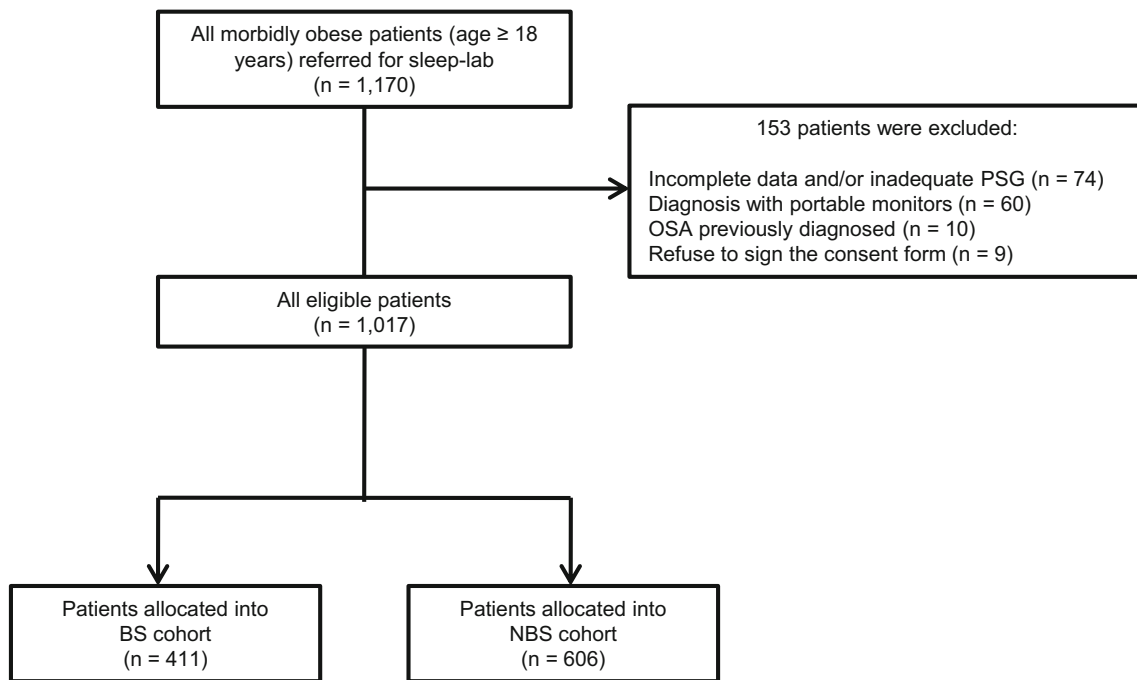 All morbidly obese patients (age ≥ 18
years) referred for sleep-lab
(n = 1,170)
153 patients were excluded:
Incomplete data and/or inadequate PSG (n = 74)
Diagnosis with portable monitors (n = 60)
OSA previously diagnosed (n = 10)
Refuse to sign the consent form (n = 9)
All eligible patients
(n = 1,017)
Patients allocated into
BS cohort
(n = 411)
Patients allocated into
NBS cohort
(n = 606)